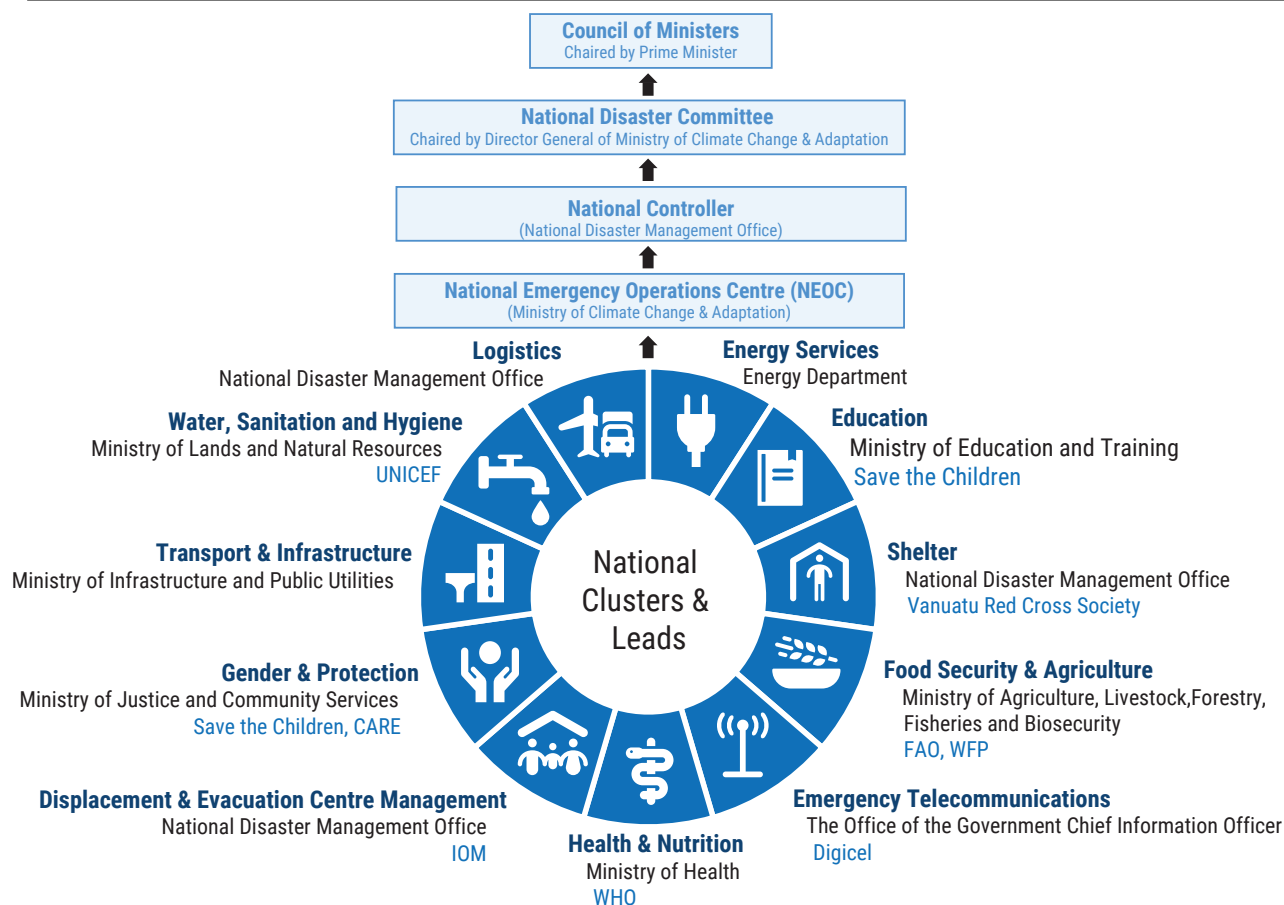 Council of Ministers
Chaired by Prime Minister
National Disaster Committee
Chaired by Director General of Ministry of Climate Change & Adaptation
National Controller
(National Disaster Management Office)
National Emergency Operations Centre (NEOC)
(Ministry of Climate Change & Adaptation)
Logistics
National Disaster Management Office
Energy Services
Energy Department
Water, Sanitation and Hygiene
Ministry of Lands and Natural Resources
UNICEF
Education
Ministry of Education and Training
Save the Children
Transport & Infrastructure
Ministry of Infrastructure and Public Utilities
National
Clusters &
Leads
Shelter
National Disaster Management Office
Vanuatu Red Cross Society
Gender & Protection
Ministry of Justice and Community Services
Save the Children, CARE
Food Security & Agriculture
Ministry of Agriculture, Livestock,Forestry,
Fisheries and Biosecurity
FAO, WFP
Displacement & Evacuation Centre Management
National Disaster Management Office
IOM
Health & Nutrition
Ministry of Health
WHO
Emergency Telecommunications
The Office of the Government Chief Information Officer
Digicel